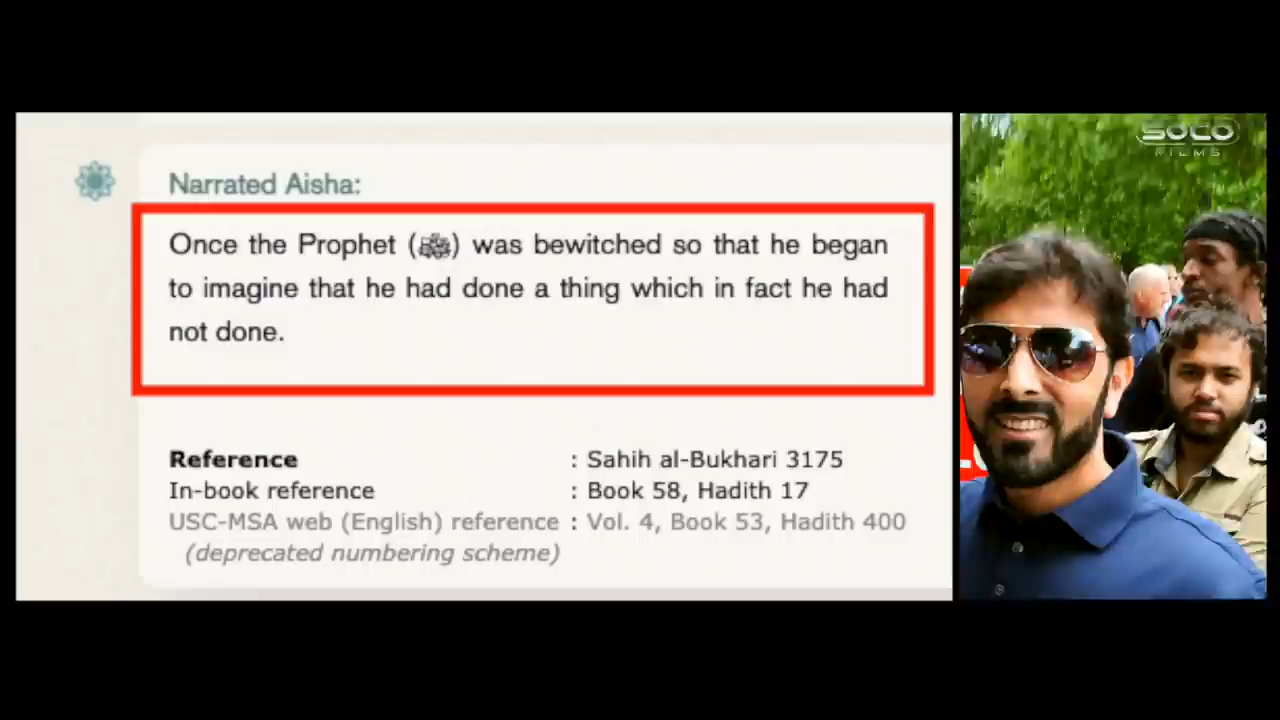 Narrated Aisha:
Once the Prophet (ﷺ) was bewitched so that he began
to imagine that he had done a thing which in fact he had
not done.
Reference : Sahih al-Bukhari 3175
In-book reference : Book 58, Hadith 17
USC-MSA web (English) reference : Vol. 4, Book 53, Hadith 400
(deprecated numbering scheme)
SOCO
FILMS